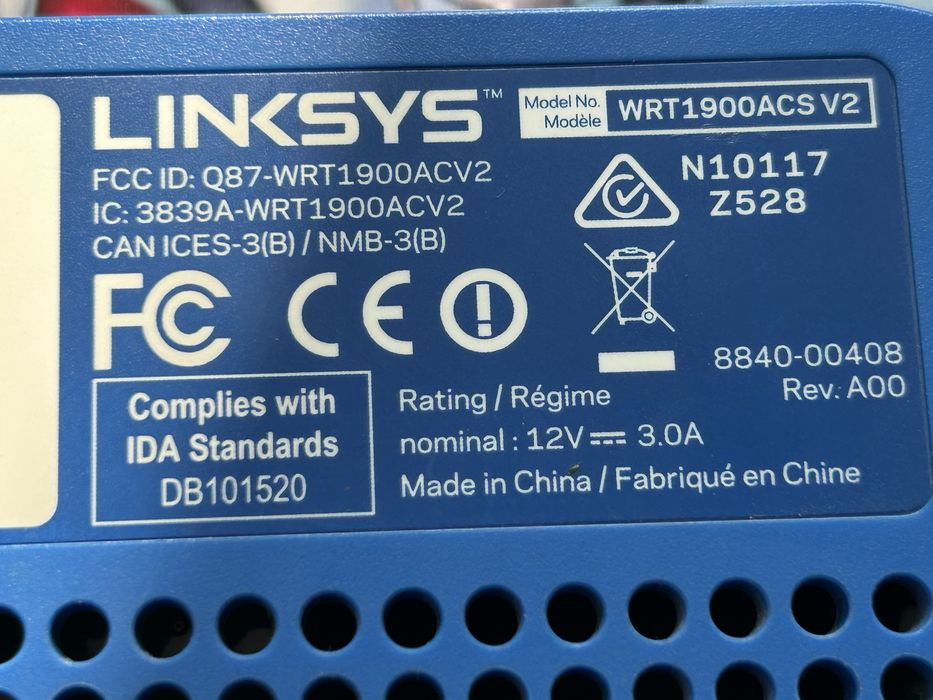 LINKSYS™
Model No.
Modèle
WRT1900ACS V2
FCC ID: Q87-WRT1900ACV2
IC: 3839A-WRT1900ACV2
CAN ICES-3(B) / NMB-3(B)
N10117
Z528
FC CE
8840-00408
Rev. A00
Complies with
IDA Standards
DB101520
Rating / Régime
nominal : 12V⎓ 3.0A
Made in China / Fabriqué en Chine